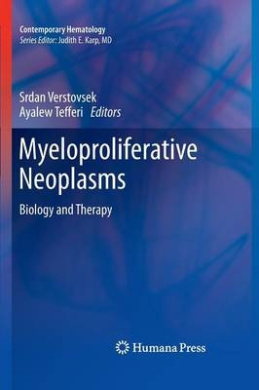 Contemporary Hematology
Series Editor: Judith E. Karp, MD
Srdan Verstovsek
Ayalew Tefferi Editors
Myeloproliferative
Neoplasms
Biology and Therapy
Humana Press